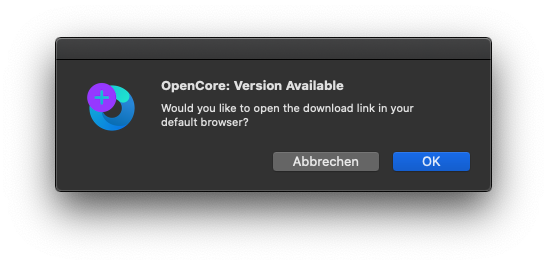 OpenCore: Version Available
Would you like to open the download link in your
default browser?
Abbrechen
OK